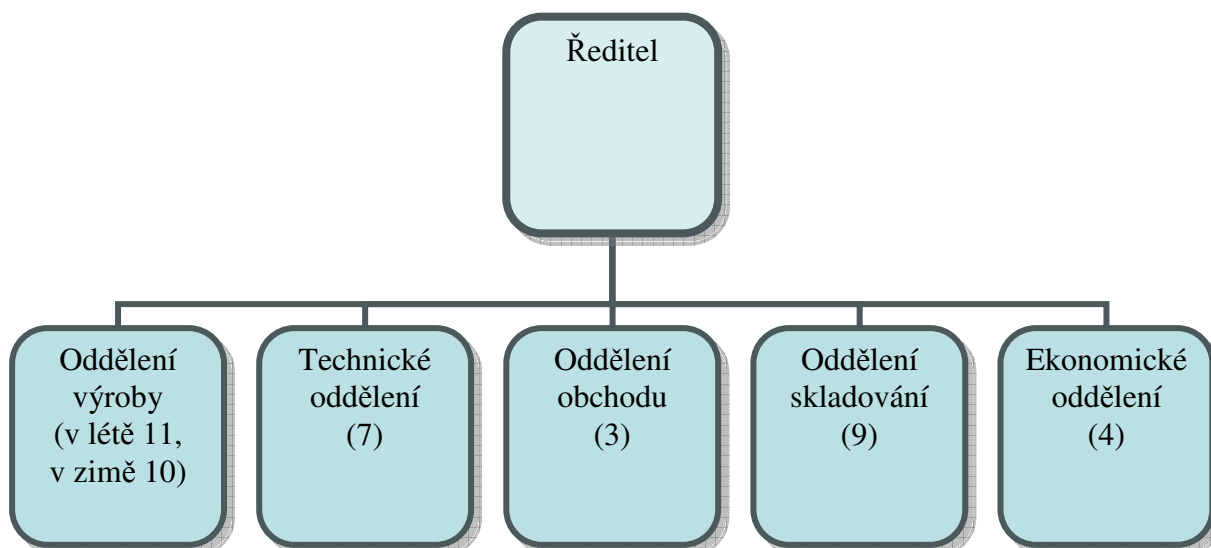 Ředitel
Oddělení
výroby
(v létě 11,
v zimě 10)
Technické
oddělení
(7)
Oddělení
obchodu
(3)
Oddělení
skladování
(9)
Ekonomické
oddělení
(4)